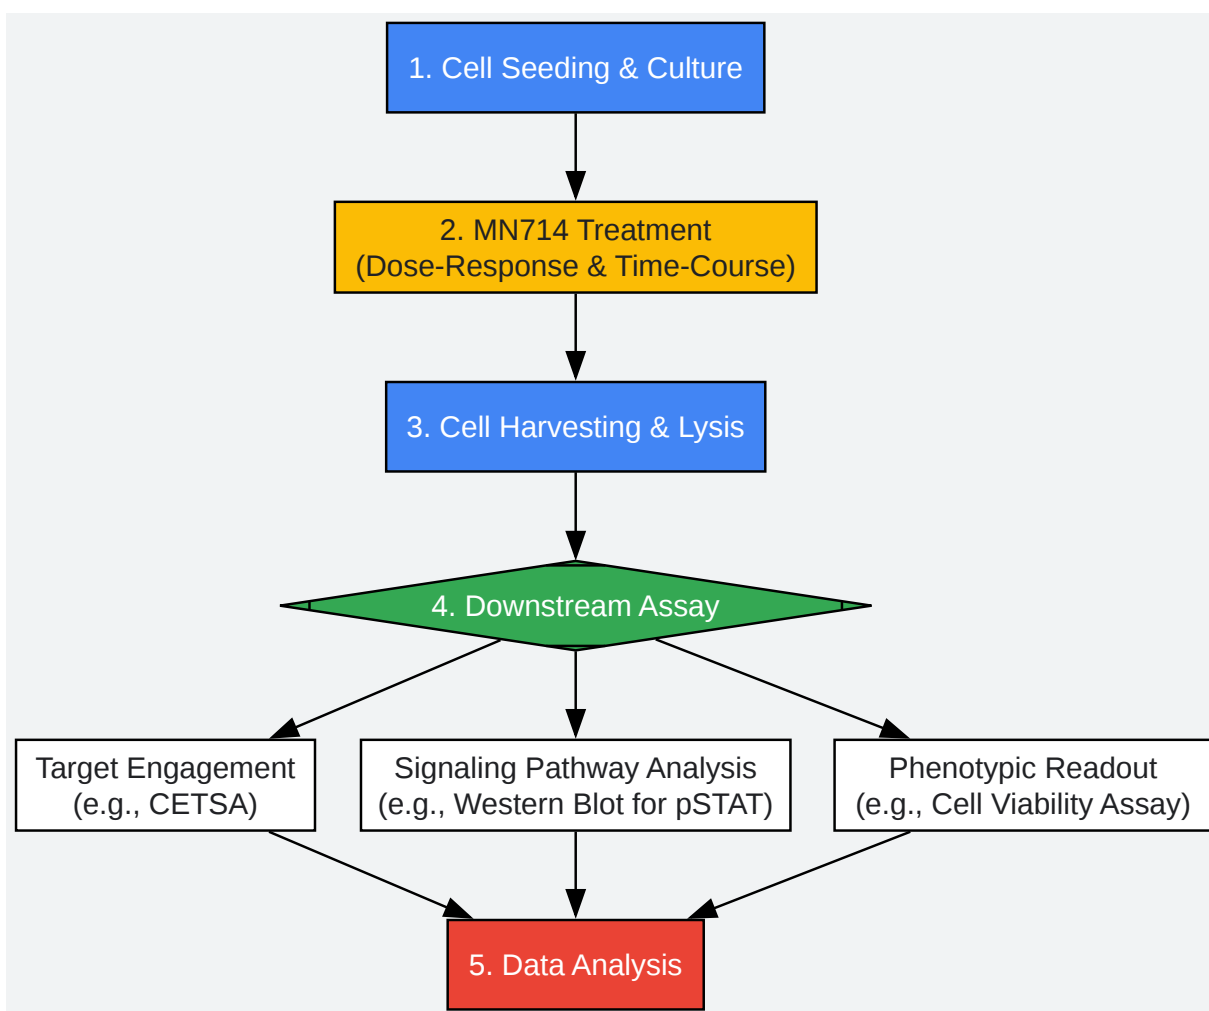 1. Cell Seeding & Culture
2. MN714 Treatment
(Dose-Response & Time-Course)
3. Cell Harvesting & Lysis
4. Downstream Assay
Target Engagement
(e.g., CETSA)
Signaling Pathway Analysis
(e.g., Western Blot for pSTAT)
Phenotypic Readout
(e.g., Cell Viability Assay)
5. Data Analysis